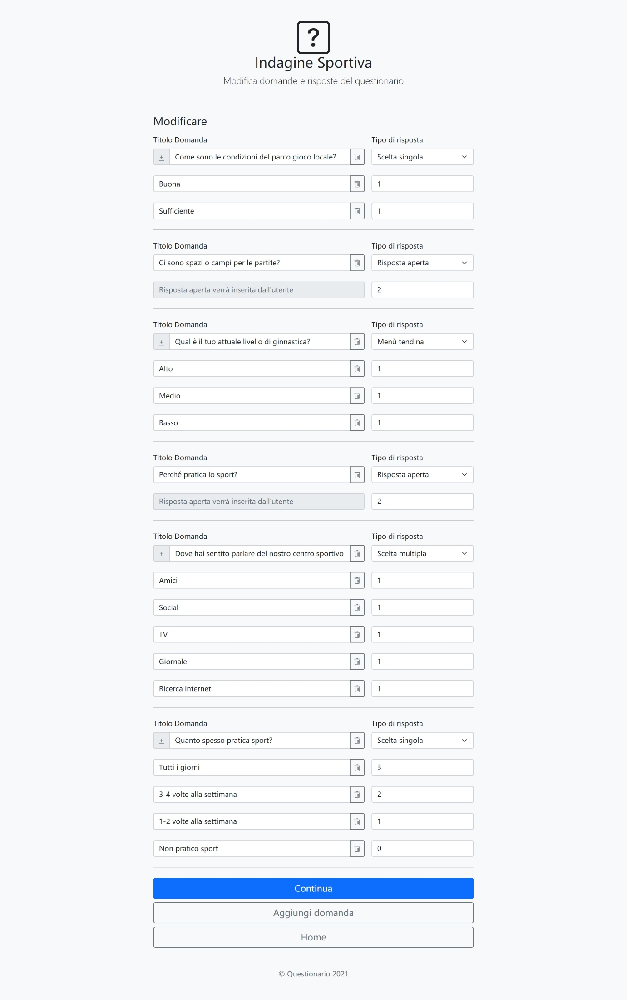 ?
Indagine Sportiva
Modifica domande e risposte del questionario
Modificare
Titolo Domanda Tipo di risposta
+ Come sono le condizioni del parco gioco locale? Scelta singola
Buona 1
Sufficiente 1
Titolo Domanda Tipo di risposta
Ci sono spazi o campi per le partite? Risposta aperta
Risposta aperta verrà inserita dall'utente 2
Titolo Domanda Tipo di risposta
+ Qual è il tuo attuale livello di ginnastica? Menù tendina
Alto 1
Medio 1
Basso 1
Titolo Domanda Tipo di risposta
Perché pratica lo sport? Risposta aperta
Risposta aperta verrà inserita dall'utente 2
Titolo Domanda Tipo di risposta
+ Dove hai sentito parlare del nostro centro sportivo Scelta multipla
Amici 1
Social 1
TV 1
Giornale 1
Ricerca internet 1
Titolo Domanda Tipo di risposta
+ Quanto spesso pratica sport? Scelta singola
Tutti i giorni 3
3-4 volte alla settimana 2
1-2 volte alla settimana 1
Non pratico sport 0
Continua
Aggiungi domanda
Home
© Questionario 2021